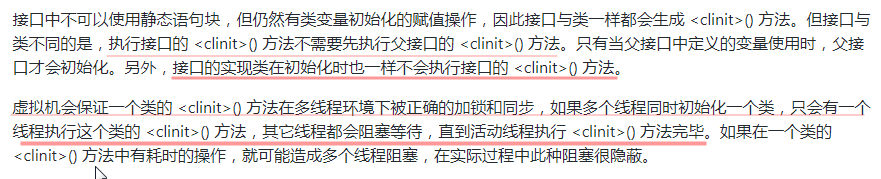 接口中不可以使用静态语句块，但仍然有类变量初始化的赋值操作，因此接口与类一样都会生成 <clinit>() 方法。但接口与
类不同的是，执行接口的 <clinit>() 方法不需要先执行父接口的 <clinit>() 方法。只有当父接口中定义的变量使用时，父接
口才会初始化。另外，接口的实现类在初始化时也一样不会执行接口的 <clinit>() 方法。
虚拟机会保证一个类的 <clinit>() 方法在多线程环境下被正确的加锁和同步，如果多个线程同时初始化一个类，只会有一个
线程执行这个类的 <clinit>() 方法，其它线程都会阻塞等待，直到活动线程执行 <clinit>() 方法完毕。如果在一个类的
<clinit>() 方法中有耗时的操作，就可能造成多个线程阻塞，在实际过程中此种阻塞很隐蔽。